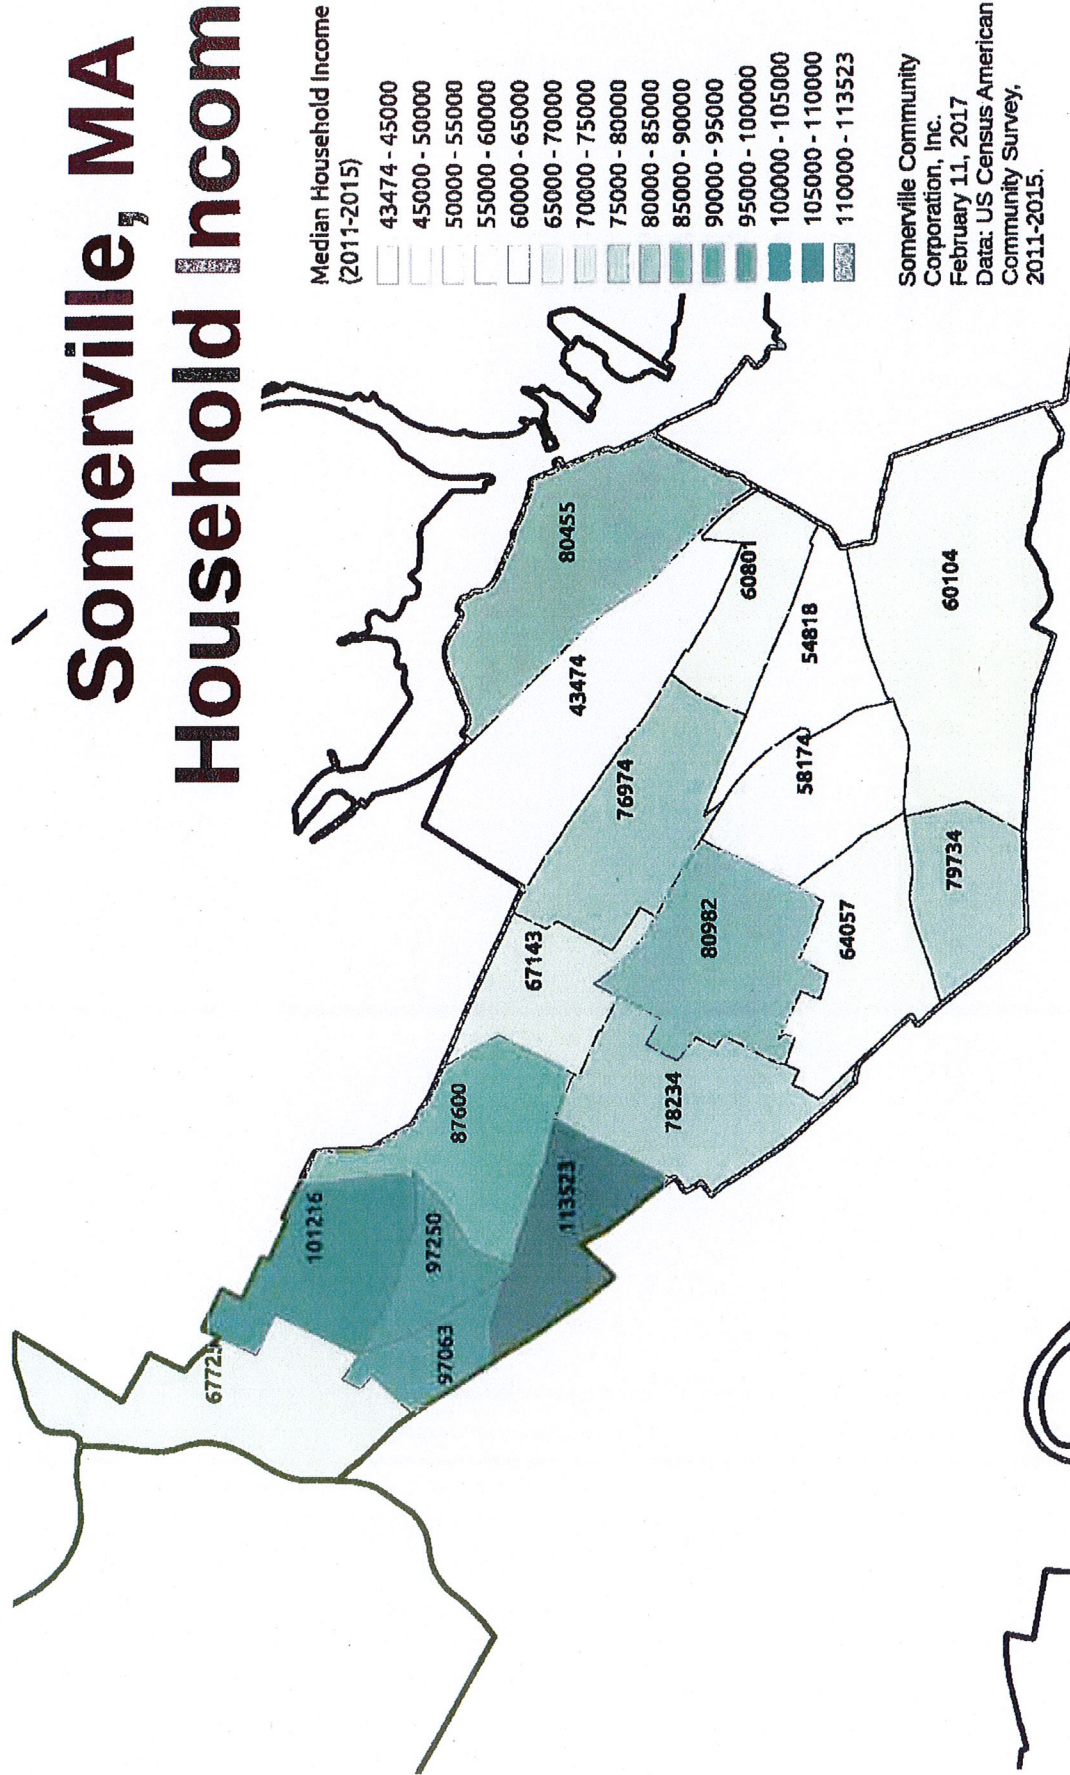 Somerville, MA
Household Incom
Median Household Income
(2011-2015)
43474 - 45000
45000 - 50000
50000 - 55000
55000 - 60000
60000 - 65000
65000 - 70000
70000 - 75000
75000 - 80000
80000 - 85000
85000 - 90000
90000 - 95000
95000 - 100000
100000 - 105000
105000 - 110000
110000 - 113523
Somerville Community
Corporation, Inc.
February 11, 2017
Data: US Census American
Community Survey,
2011-2015.
101216
97250
97063
87600
113523
67143
78234
80982
76974
43474
80455
60801
54818
58174
64057
79734
60104